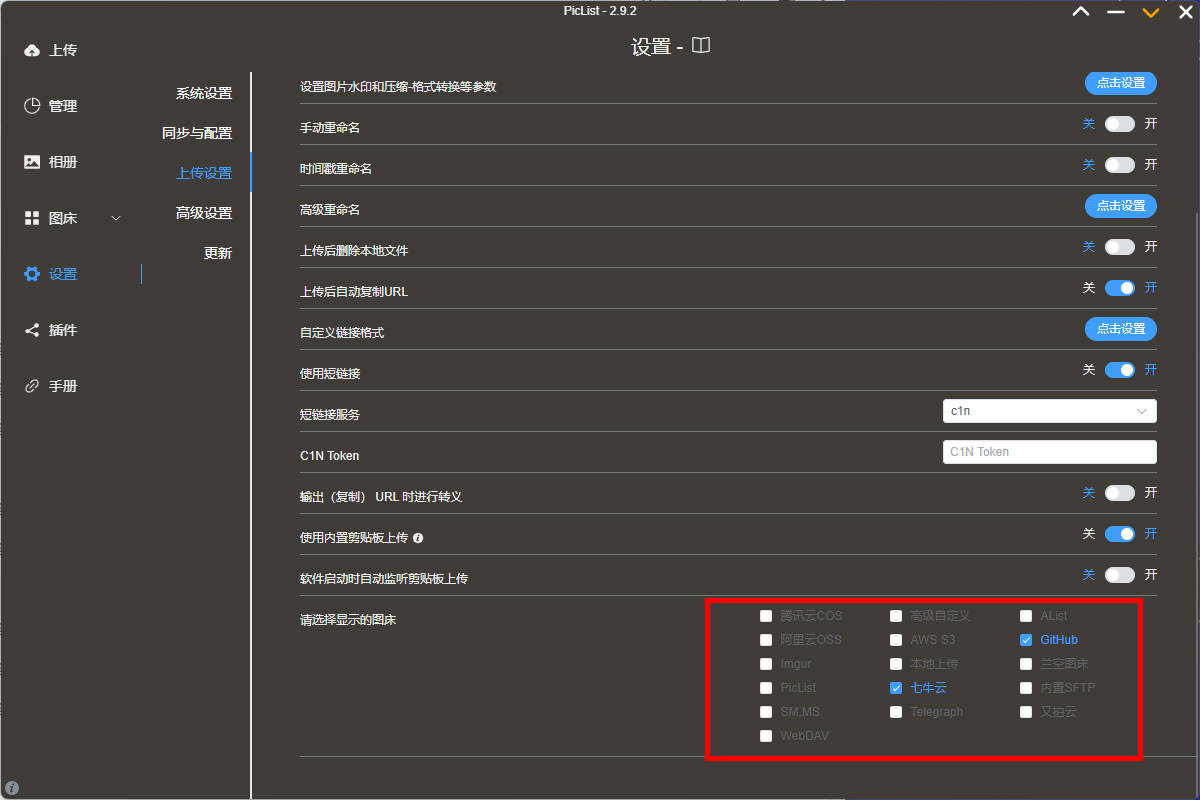 PicList - 2.9.2
设置 -
上传
管理
相册
图床
设置
插件
手册
系统设置
同步与配置
上传设置
高级设置
更新
设置图片水印和压缩-格式转换等参数 点击设置
手动重命名 关 开
时间戳重命名 关 开
高级重命名 点击设置
上传后删除本地文件 关 开
上传后自动复制URL 关 开
自定义链接格式 点击设置
使用短链接 关 开
短链接服务 c1n
C1N Token C1N Token
输出（复制） URL 时进行转义 关 开
使用内置剪贴板上传 关 开
软件启动时自动监听剪贴板上传 关 开
请选择显示的图床
腾讯云COS 高级自定义 AList
阿里云OSS AWS S3 GitHub
Imgur 本地上传 兰空图床
PicList 七牛云 内置SFTP
SM.MS Telegraph 又拍云
WebDAV